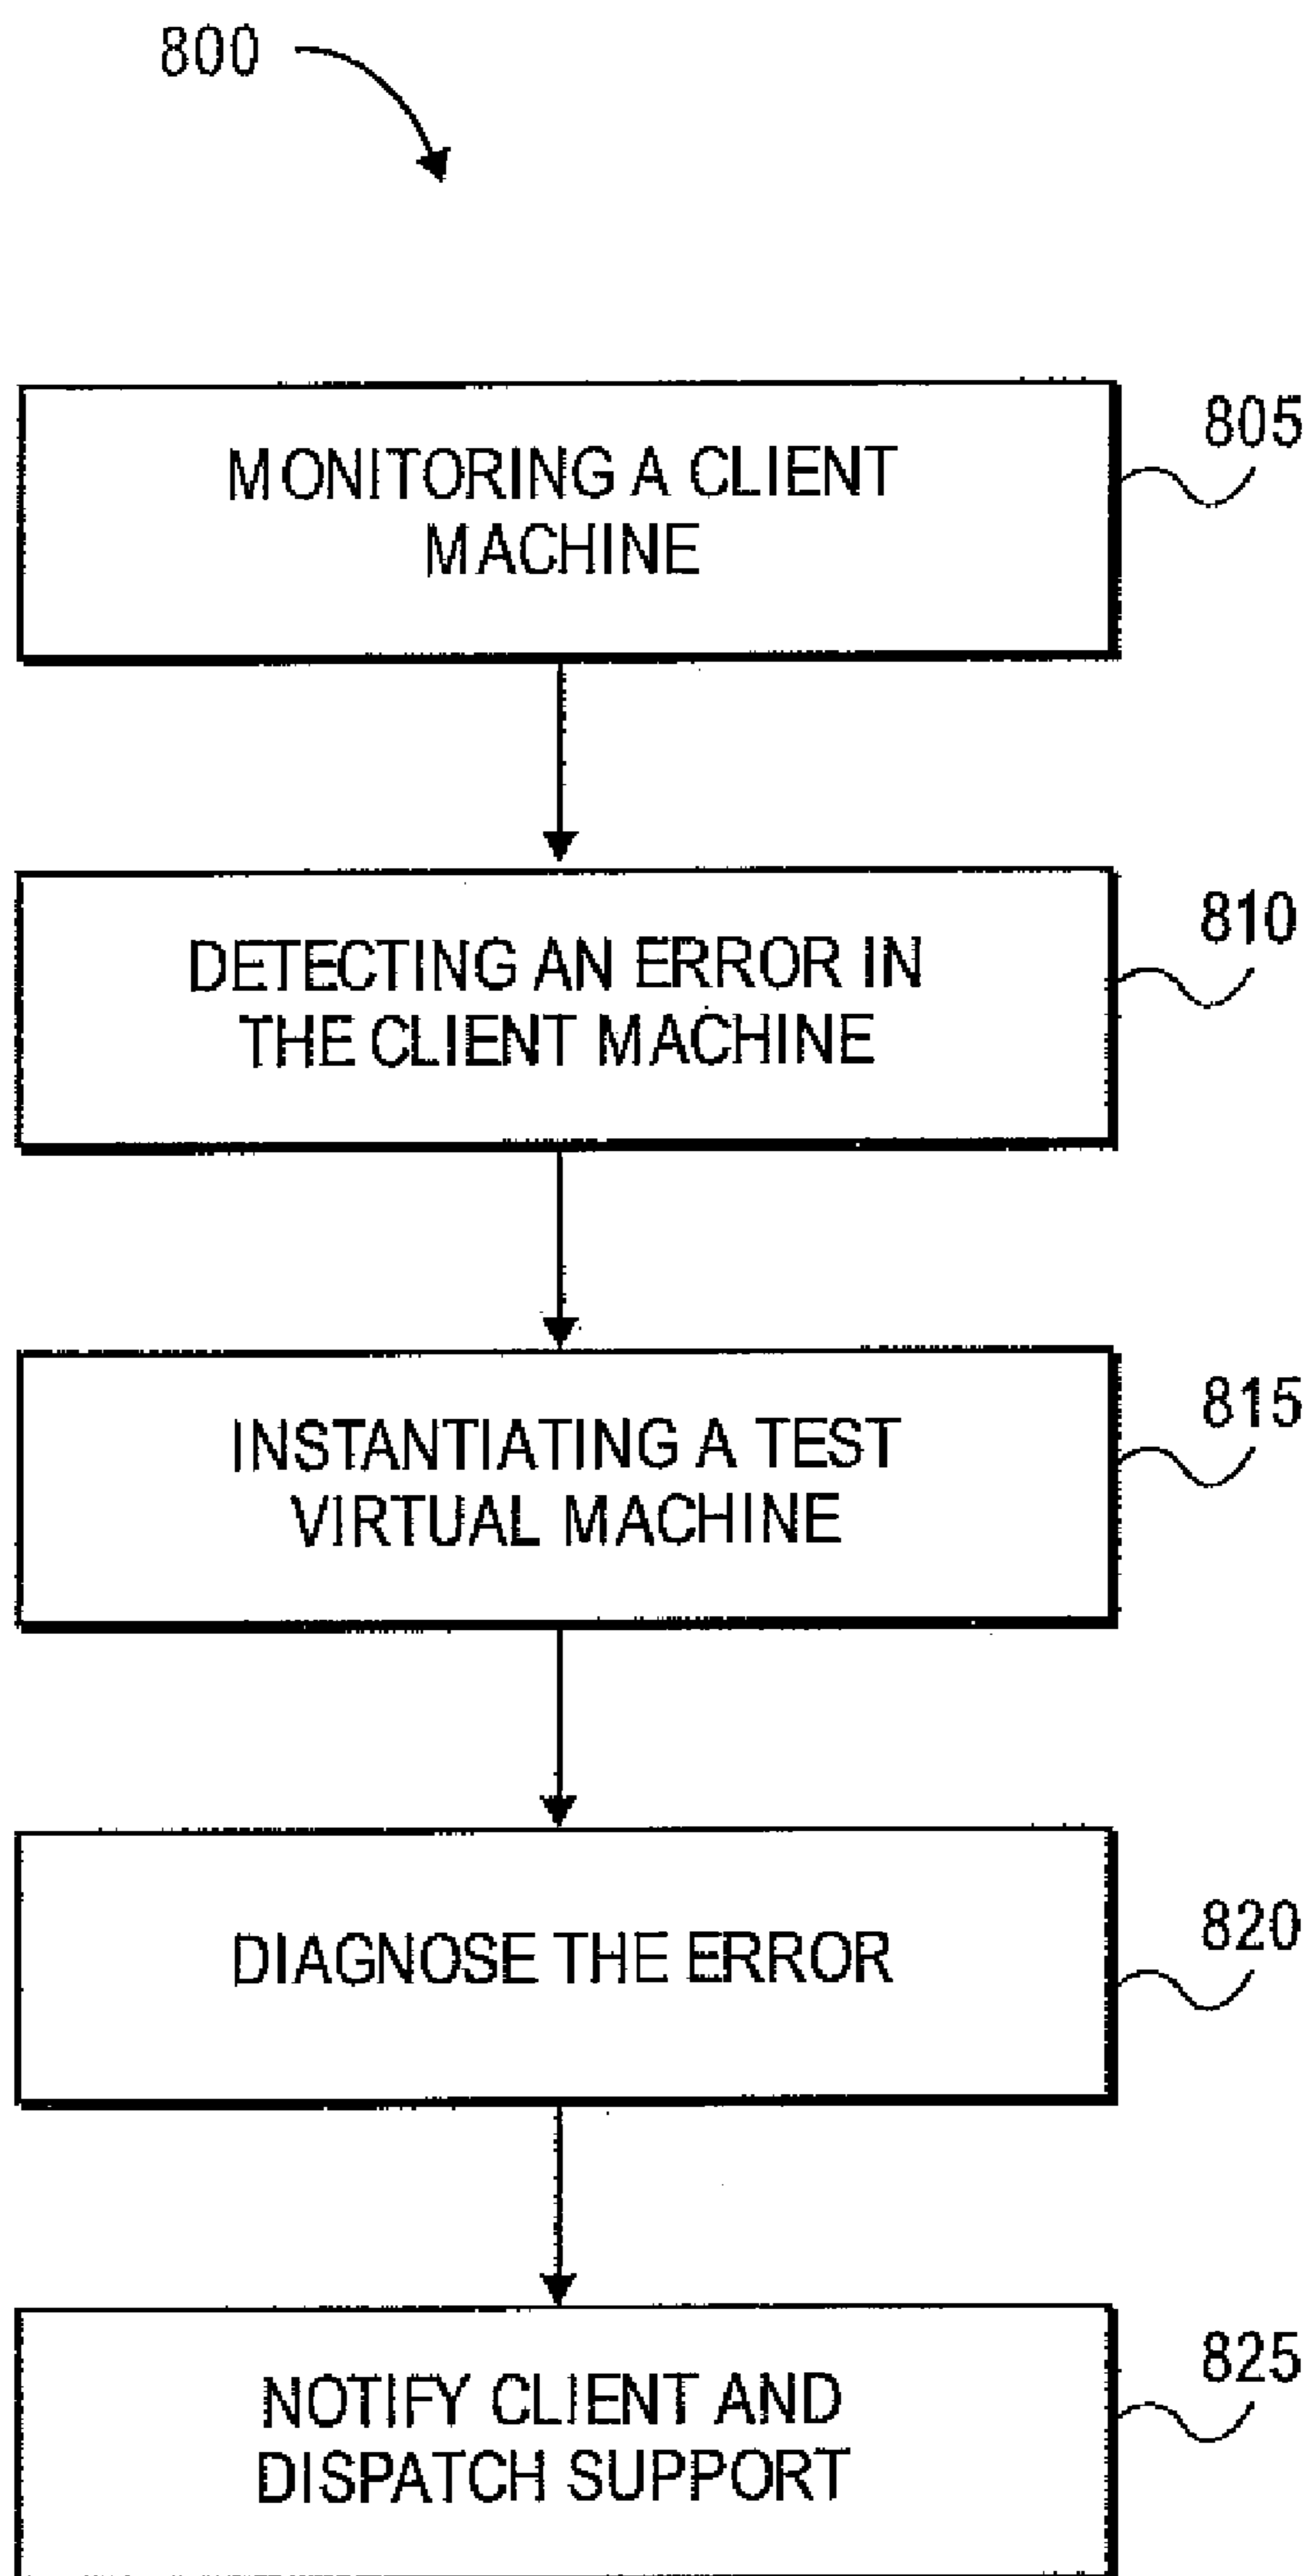 800
MONITORING A CLIENT
MACHINE
805
DETECTING AN ERROR IN
THE CLIENT MACHINE
810
INSTANTIATING A TEST
VIRTUAL MACHINE
815
DIAGNOSE THE ERROR
820
NOTIFY CLIENT AND
DISPATCH SUPPORT
825